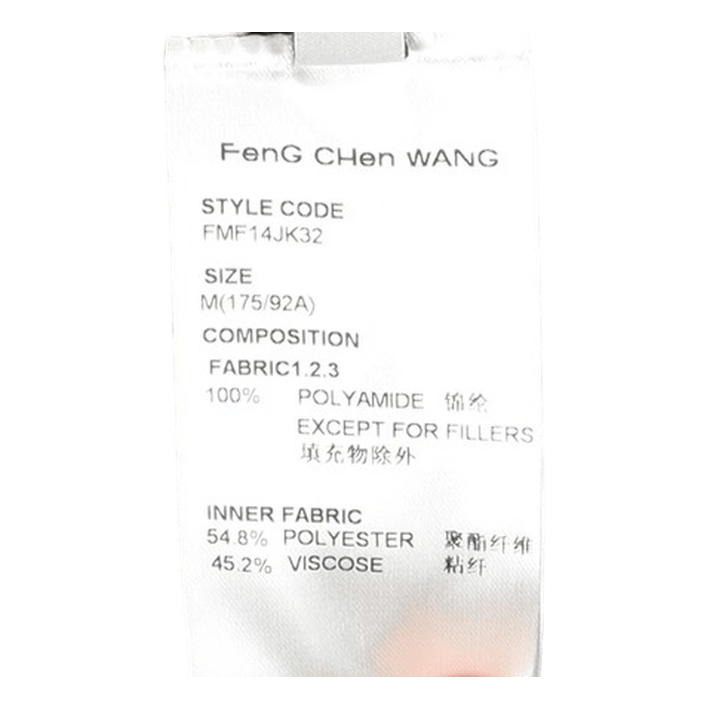 FenG CHen WANG
STYLE CODE
FMF14JK32
SIZE
M(175/92A)
COMPOSITION
FABRIC1.2.3
100% POLYAMIDE 锦纶
EXCEPT FOR FILLERS
填充物除外
INNER FABRIC
54.8% POLYESTER 聚酯纤维
45.2% VISCOSE 粘纤